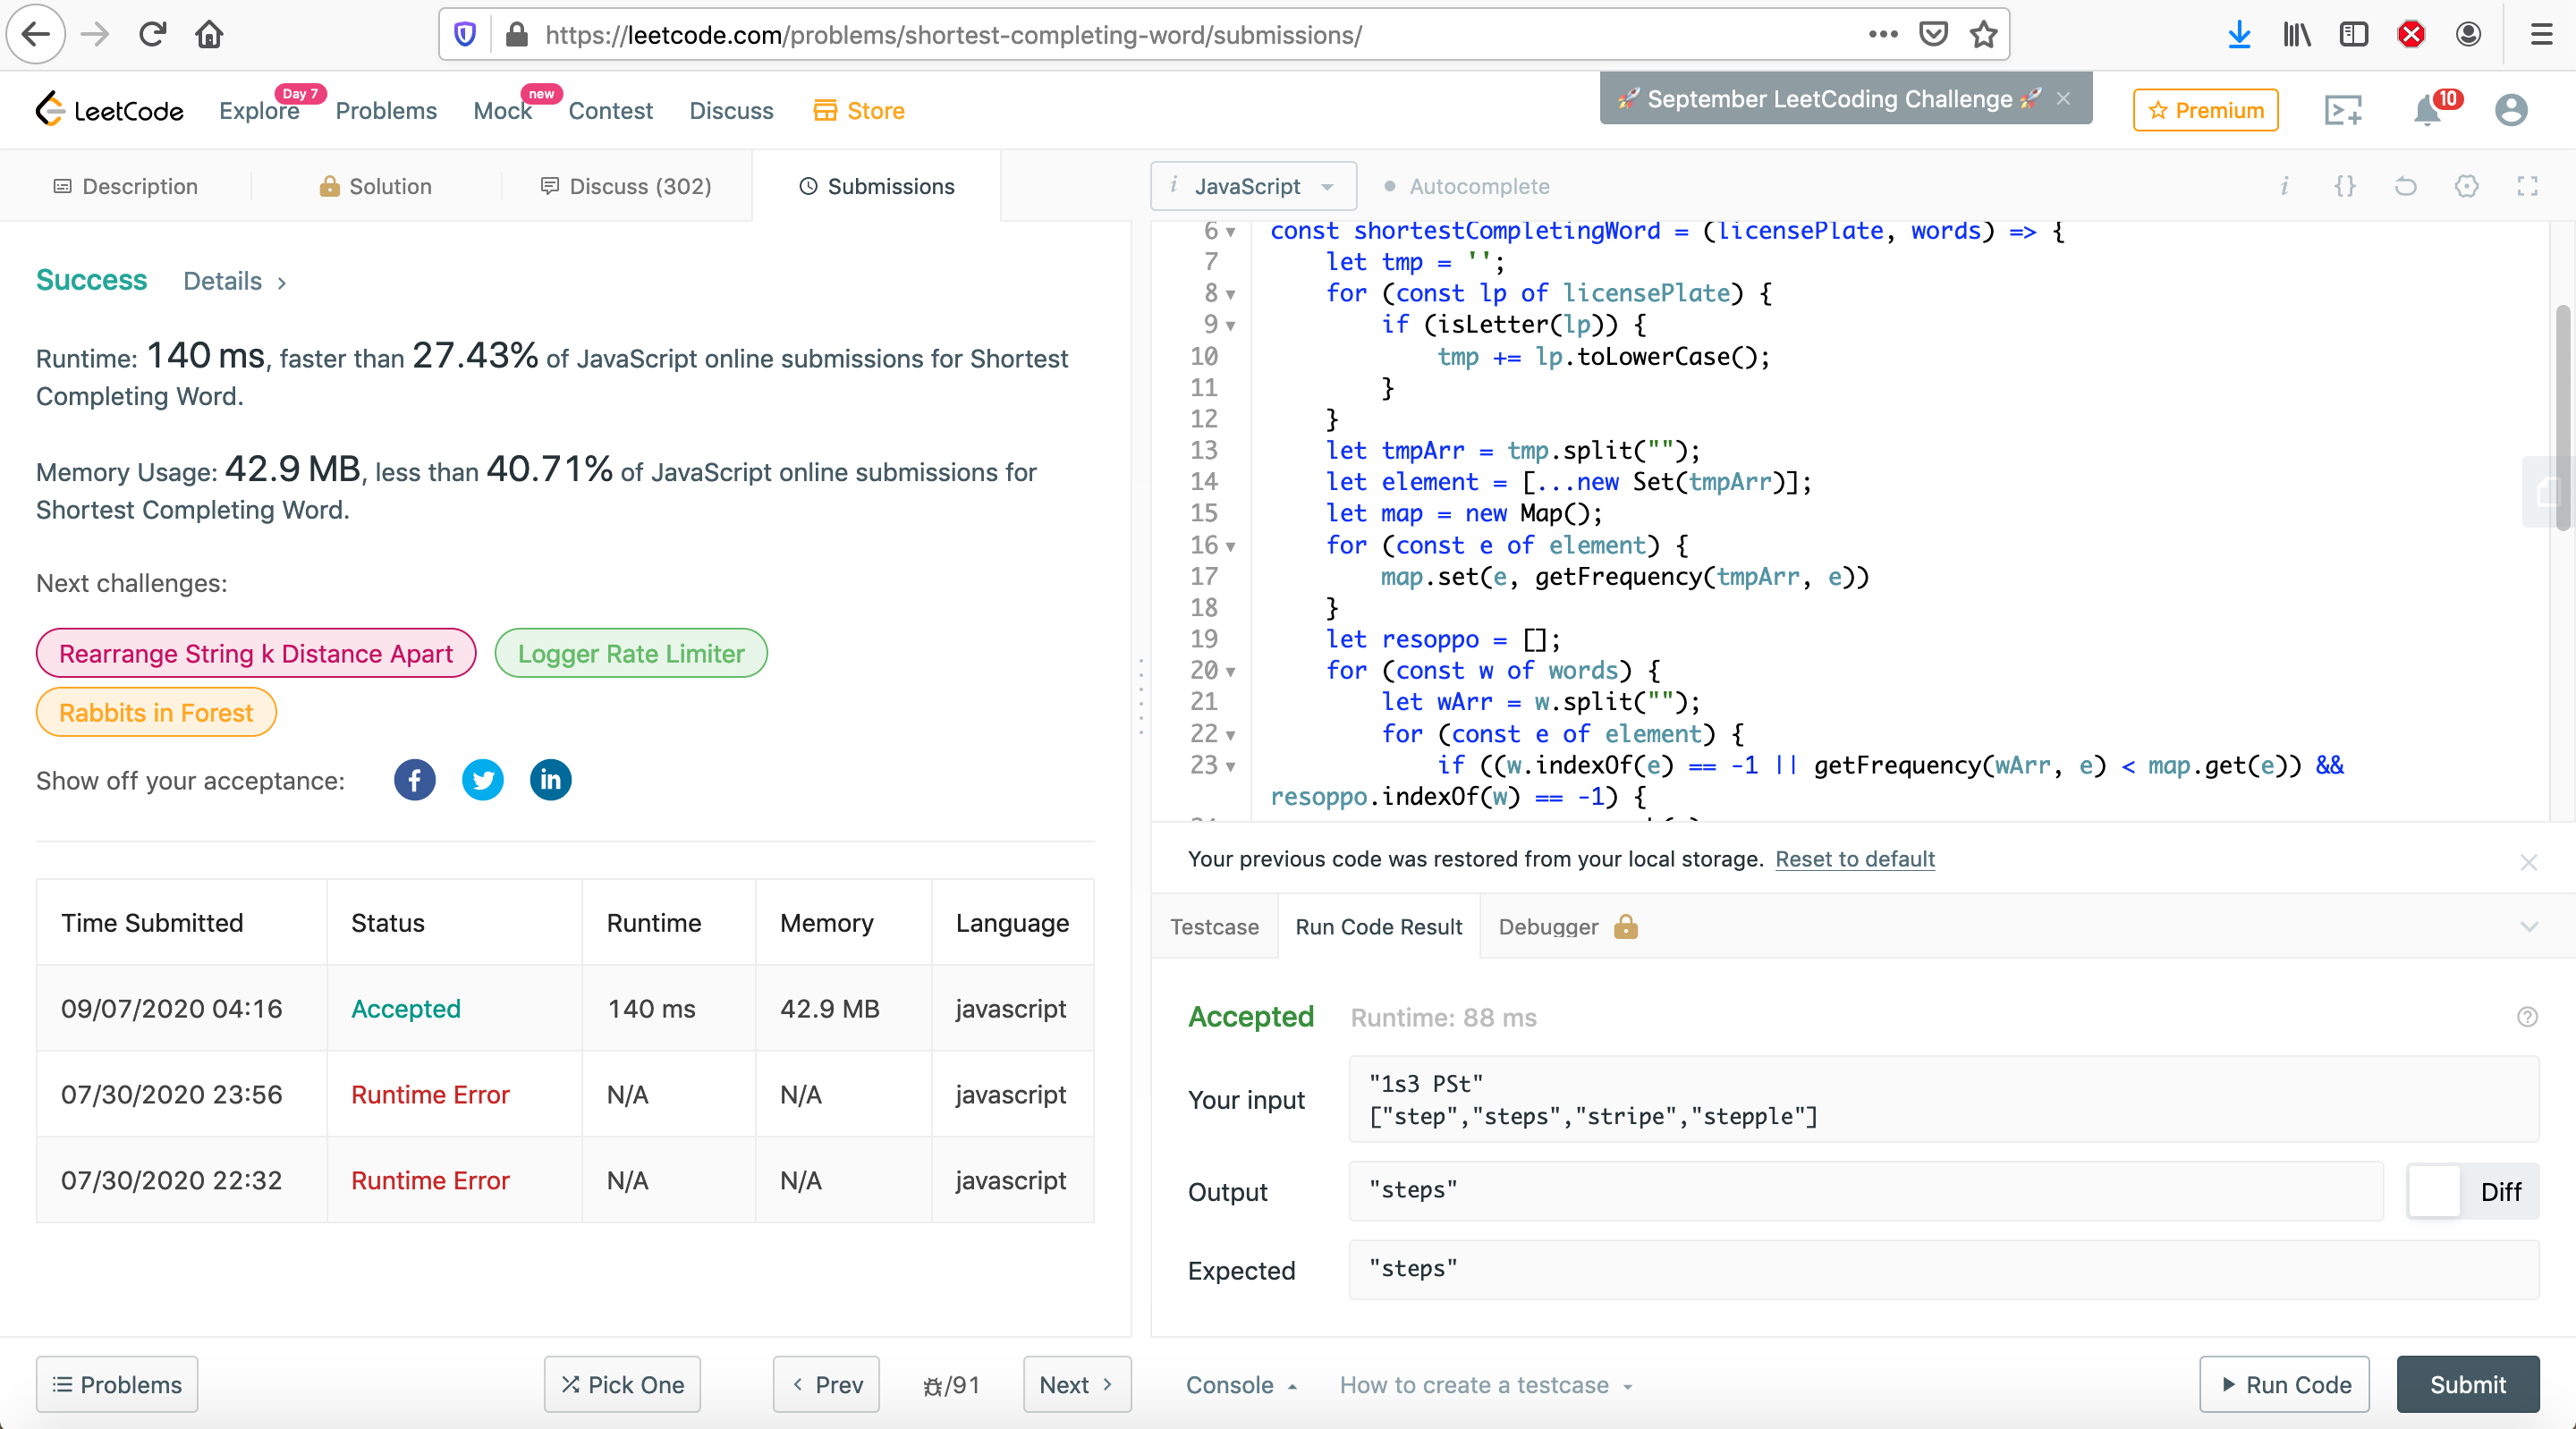 https://leetcode.com/problems/shortest-completing-word/submissions/
LeetCode
Explore
Day 7
Problems
Mock
new
Contest
Discuss
Store
🚀 September LeetCoding Challenge 🚀
Premium
10
Description
Solution
Discuss (302)
Submissions
Success
Details
Runtime: 140 ms, faster than 27.43% of JavaScript online submissions for Shortest
Completing Word.
Memory Usage: 42.9 MB, less than 40.71% of JavaScript online submissions for
Shortest Completing Word.
Next challenges:
Rearrange String k Distance Apart
Logger Rate Limiter
Rabbits in Forest
Show off your acceptance:
Time Submitted Status Runtime Memory Language
09/07/2020 04:16 Accepted 140 ms 42.9 MB javascript
07/30/2020 23:56 Runtime Error N/A N/A javascript
07/30/2020 22:32 Runtime Error N/A N/A javascript
Problems
Pick One
Prev
/91
Next
i JavaScript
Autocomplete
6 const shortestCompletingWord = (licensePlate, words) => {
7 let tmp = '';
8 for (const lp of licensePlate) {
9 if (isLetter(lp)) {
10 tmp += lp.toLowerCase();
11 }
12 }
13 let tmpArr = tmp.split("");
14 let element = [...new Set(tmpArr)];
15 let map = new Map();
16 for (const e of element) {
17 map.set(e, getFrequency(tmpArr, e))
18 }
19 let resoppo = [];
20 for (const w of words) {
21 let wArr = w.split("");
22 for (const e of element) {
23 if ((w.indexOf(e) == -1 || getFrequency(wArr, e) < map.get(e)) &&
resoppo.indexOf(w) == -1) {
Your previous code was restored from your local storage. Reset to default
Testcase
Run Code Result
Debugger
Accepted
Runtime: 88 ms
Your input
"1s3 PSt"
["step","steps","stripe","stepple"]
Output
"steps"
Diff
Expected
"steps"
Console
How to create a testcase
Run Code
Submit